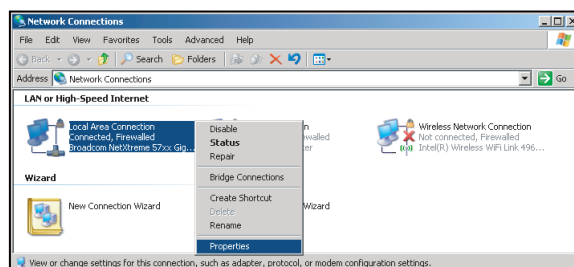 Network Connections
File Edit View Favorites Tools Advanced Help
Back Search Folders
Address Network Connections Go
LAN or High-Speed Internet
Local Area Connection
Connected, Firewalled
Broadcom NetXtreme 57xx Gig...
Wireless Network Connection
Not connected, Firewalled
Intel(R) Wireless WiFi Link 496...
Disable
Status
Repair
Bridge Connections
Create Shortcut
Delete
Rename
Properties
Wizard
New Connection Wizard
Wizard
View or change settings for this connection, such as adapter, protocol, or modem configuration settings.